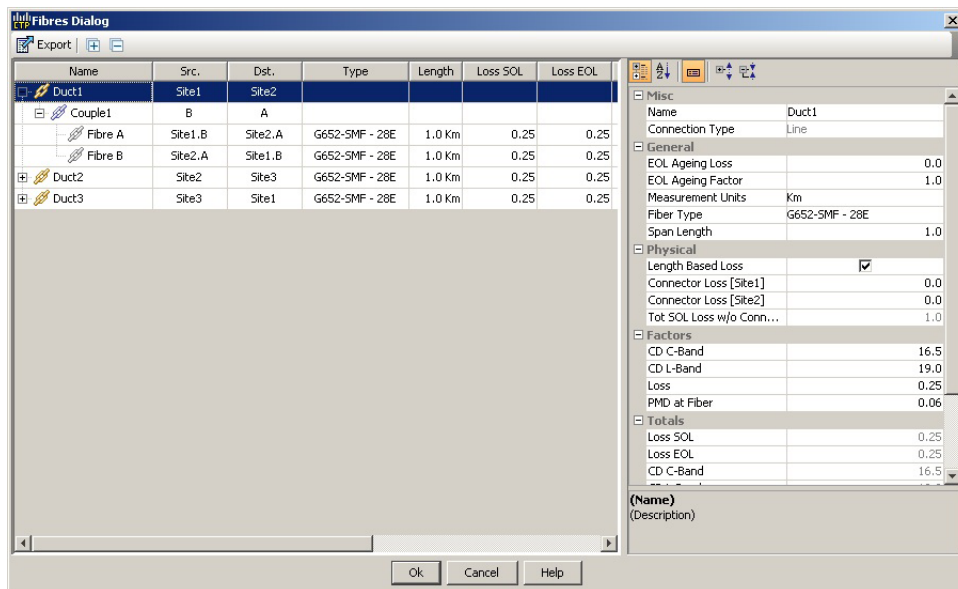 CTP Fibres Dialog
Export
Name Src. Dst. Type Length Loss SOL Loss EOL
Duct1 Site1 Site2
Couple1 B A
Fibre A Site1.B Site2.A G652-SMF - 28E 1.0 Km 0.25 0.25
Fibre B Site2.A Site1.B G652-SMF - 28E 1.0 Km 0.25 0.25
Duct2 Site2 Site3 G652-SMF - 28E 1.0 Km 0.25 0.25
Duct3 Site3 Site1 G652-SMF - 28E 1.0 Km 0.25 0.25
Misc
Name Duct1
Connection Type Line
General
EOL Ageing Loss 0.0
EOL Ageing Factor 1.0
Measurement Units Km
Fiber Type G652-SMF - 28E
Span Length 1.0
Physical
Length Based Loss
Connector Loss [Site1] 0.0
Connector Loss [Site2] 0.0
Tot SOL Loss w/o Conn... 1.0
Factors
CD C-Band 16.5
CD L-Band 19.0
Loss 0.25
PMD at Fiber 0.06
Totals
Loss SOL 0.25
Loss EOL 0.25
CD C-Band 16.5
(Name)
(Description)
Ok Cancel Help